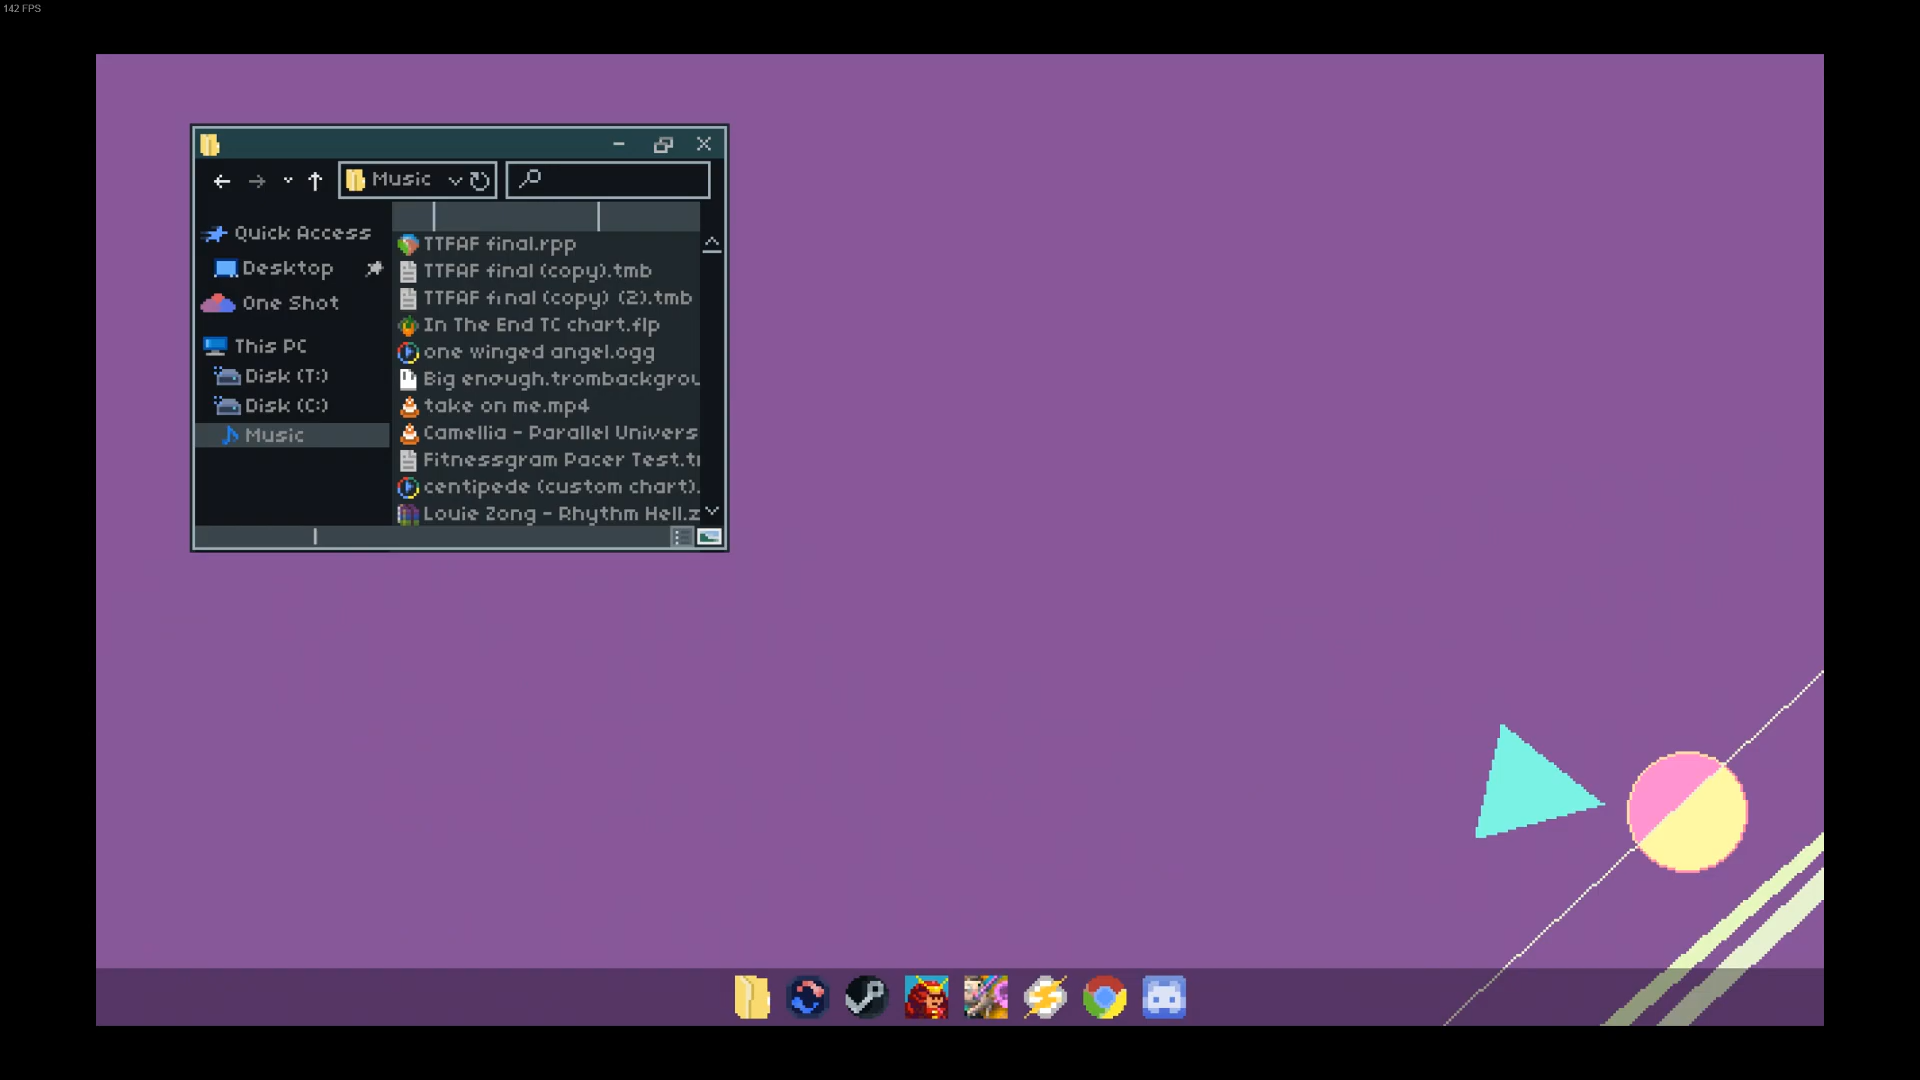 142 FPS
Music
Quick Access
Desktop
One Shot
This PC
Disk (T:)
Disk (C:)
Music
TTFAF final.rpp
TTFAF final (copy).tmb
TTFAF final (copy) (2).tmb
In The End TC chart.flp
one winged angel.ogg
Big enough.trombackgrou
take on me.mp4
Camellia - Parallel Univers
Fitnessgram Pacer Test.t
centipede (custom chart).
Louie Zong - Rhythm Hell.z